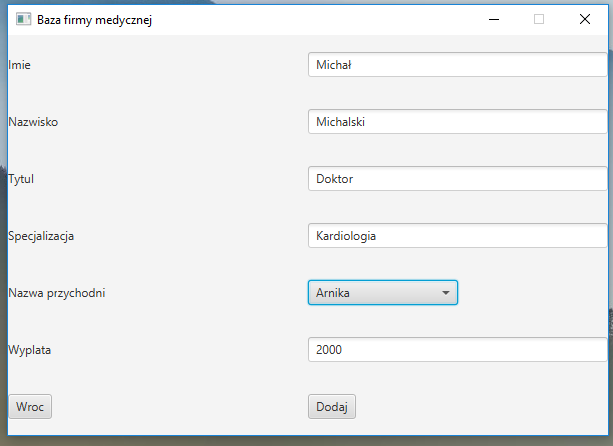 Baza firmy medycznej
Imie Michał
Nazwisko Michalski
Tytul Doktor
Specjalizacja Kardiologia
Nazwa przychodni Arnika
Wyplata 2000
Wroc Dodaj